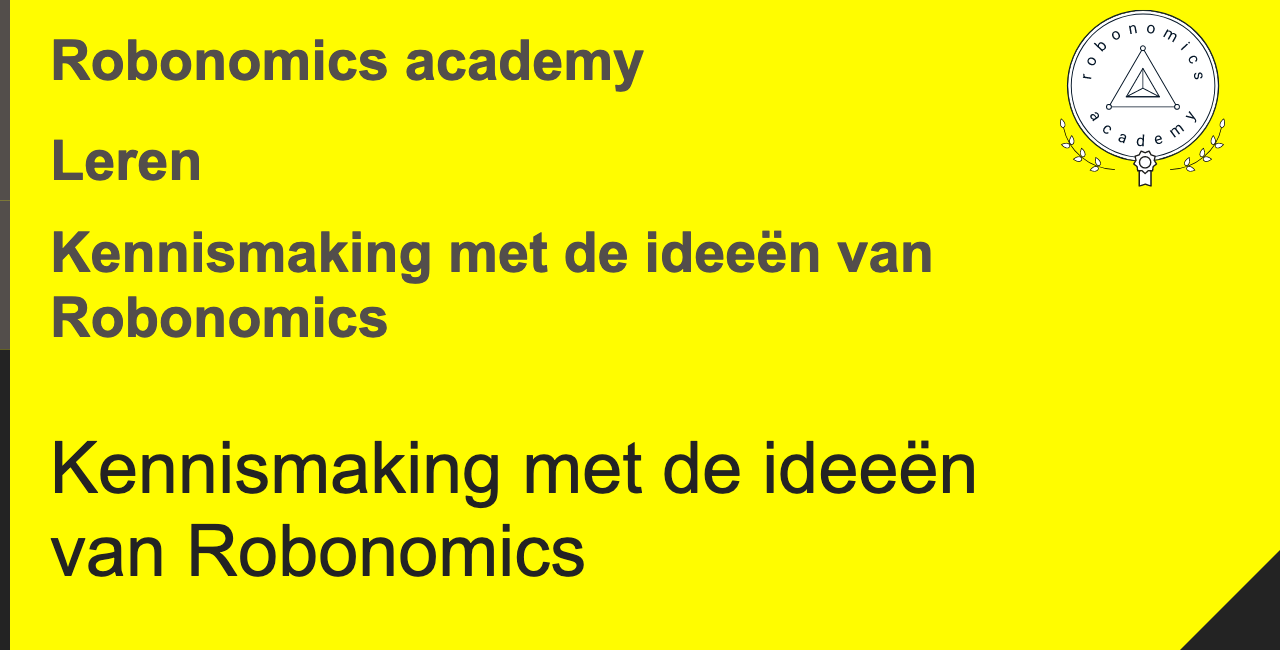 Robonomics academy
robonomics
academy
Leren
Kennismaking met de ideeën van
Robonomics
Kennismaking met de ideeën
van Robonomics